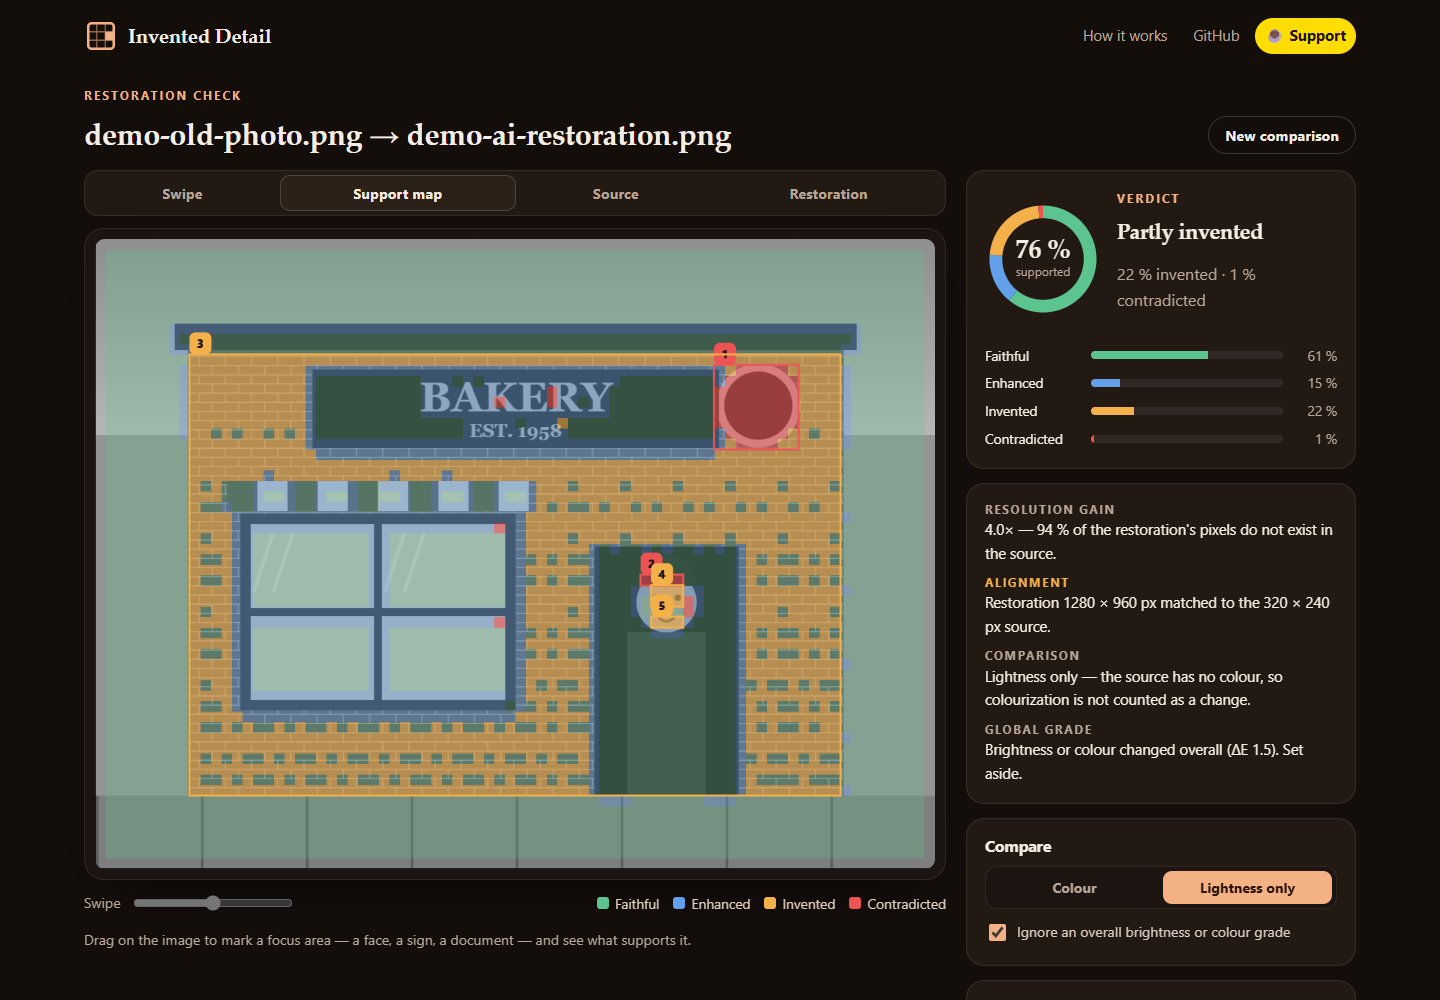 Invented Detail
How it works
GitHub
Support
RESTORATION CHECK
demo-old-photo.png → demo-ai-restoration.png
New comparison
Swipe
Support map
Source
Restoration
3
1
BAKERY
EST. 1958
2
4
5
Swipe
Faithful
Enhanced
Invented
Contradicted
Drag on the image to mark a focus area — a face, a sign, a document — and see what supports it.
76 %
supported
VERDICT
Partly invented
22 % invented · 1 %
contradicted
Faithful 61 %
Enhanced 15 %
Invented 22 %
Contradicted 1 %
RESOLUTION GAIN
4.0× — 94 % of the restoration's pixels do not exist in
the source.
ALIGNMENT
Restoration 1280 × 960 px matched to the 320 × 240
px source.
COMPARISON
Lightness only — the source has no colour, so
colourization is not counted as a change.
GLOBAL GRADE
Brightness or colour changed overall (ΔE 1.5). Set
aside.
Compare
Colour
Lightness only
Ignore an overall brightness or colour grade